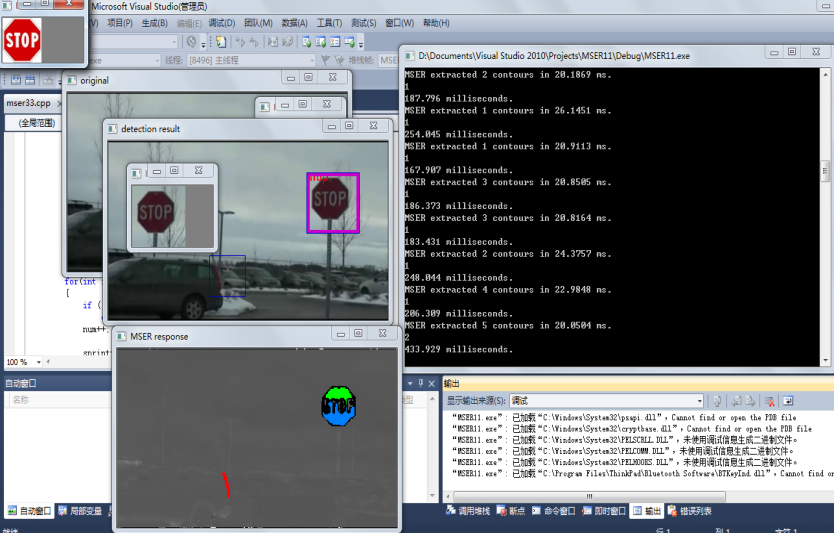 Microsoft Visual Studio(管理员)
项目(P) 生成(B) 编辑(E) 调试(D) 团队(M) 数据(A) 工具(T) 测试(S) 窗口(W) 帮助(H)
STOP
线程: [8496] 主线程
堆栈帧: MSE
mser33.cpp
(全局范围)
original
detection result
STOP
STOP
for(int
{
if (
num++
sprint
100 %
MSER response
STOP
D:\Documents\Visual Studio 2010\Projects\MSER11\Debug\MSER11.exe
MSER extracted 2 contours in 20.1869 ms.
1
187.796 milliseconds.
MSER extracted 1 contours in 26.1451 ms.
1
254.045 milliseconds.
MSER extracted 1 contours in 20.9113 ms.
1
167.907 milliseconds.
MSER extracted 3 contours in 20.8505 ms.
1
186.373 milliseconds.
MSER extracted 3 contours in 20.8164 ms.
1
183.431 milliseconds.
MSER extracted 2 contours in 24.3757 ms.
1
248.044 milliseconds.
MSER extracted 4 contours in 22.9848 ms.
1
206.309 milliseconds.
MSER extracted 5 contours in 20.0504 ms.
2
433.929 milliseconds.
自动窗口
名称
类型
自动窗口 局部变量
输出
显示输出来源(S): 调试
“MSER11.exe”: 已加载“C:\Windows\System32\psapi.dll”, Cannot find or open the PDB file
“MSER11.exe”: 已加载“C:\Windows\System32\cryptbase.dll”, Cannot find or open the PDB file
“MSER11.exe”: 已加载“C:\Windows\System32\PELSCRLL.DLL”, 未使用调试信息生成二进制文件。
“MSER11.exe”: 已加载“C:\Windows\System32\PELCOMM.DLL”, 未使用调试信息生成二进制文件。
“MSER11.exe”: 已加载“C:\Windows\System32\PELHOOKS.DLL”, 未使用调试信息生成二进制文件。
“MSER11.exe”: 已加载“C:\Program Files\ThinkPad\Bluetooth Software\BTKeyInd.dll”, Cannot find or
调用堆栈 断点 命令窗口 即时窗口 输出 错误列表
就绪
行 1 列 1 字符 1